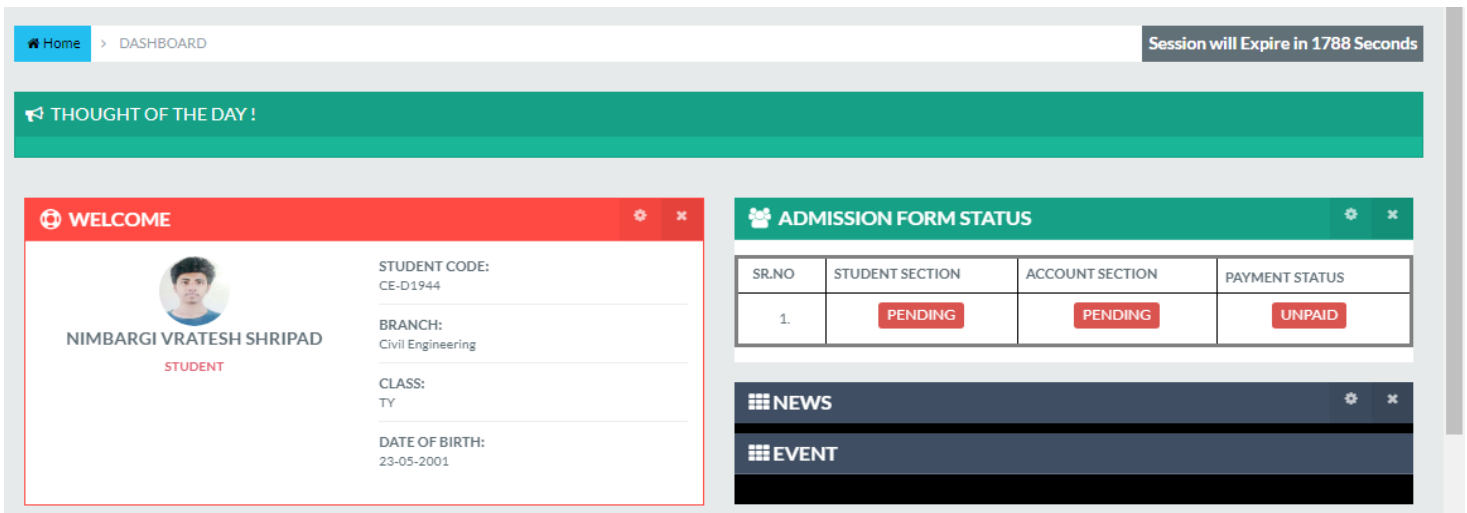 Home > DASHBOARD
Session will Expire in 1788 Seconds
THOUGHT OF THE DAY !
WELCOME
NIMBARGI VRATESH SHRIPAD
STUDENT
STUDENT CODE:
CE-D1944
BRANCH:
Civil Engineering
CLASS:
TY
DATE OF BIRTH:
23-05-2001
ADMISSION FORM STATUS
SR.NO STUDENT SECTION ACCOUNT SECTION PAYMENT STATUS
1. PENDING PENDING UNPAID
NEWS
EVENT